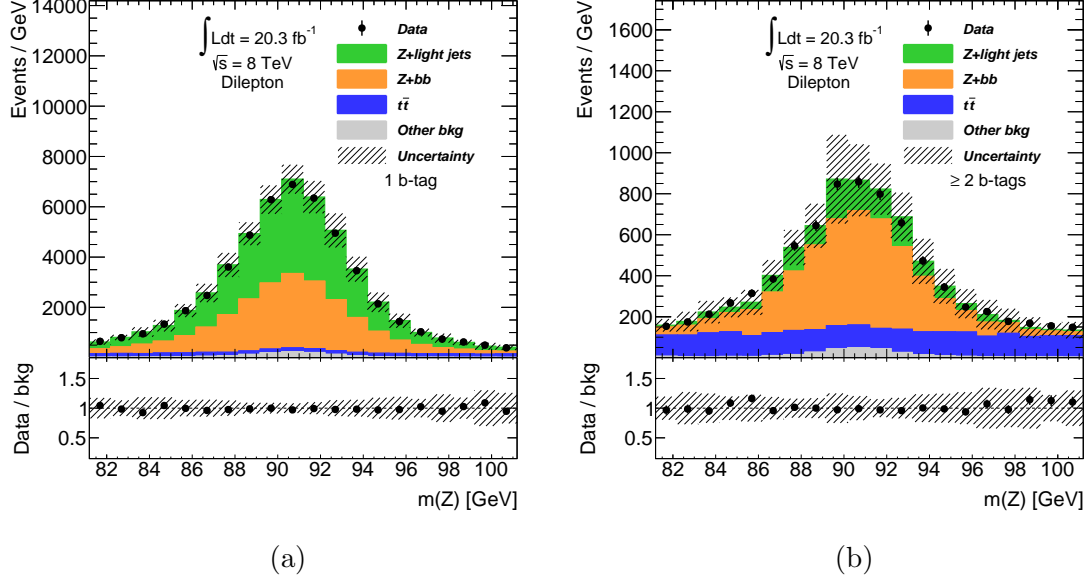 Events / GeV
14000
12000
10000
8000
6000
4000
2000
∫ Ldt = 20.3 fb⁻¹
√s = 8 TeV
Dilepton
Data
Z+light jets
Z+bb
tt̄
Other bkg
Uncertainty
1 b-tag
Data / bkg
1.5
1
0.5
82 84 86 88 90 92 94 96 98 100
m(Z) [GeV]
(a)
Events / GeV
1600
1400
1200
1000
800
600
400
200
∫ Ldt = 20.3 fb⁻¹
√s = 8 TeV
Dilepton
Data
Z+light jets
Z+bb
tt̄
Other bkg
Uncertainty
≥ 2 b-tags
Data / bkg
1.5
1
0.5
82 84 86 88 90 92 94 96 98 100
m(Z) [GeV]
(b)